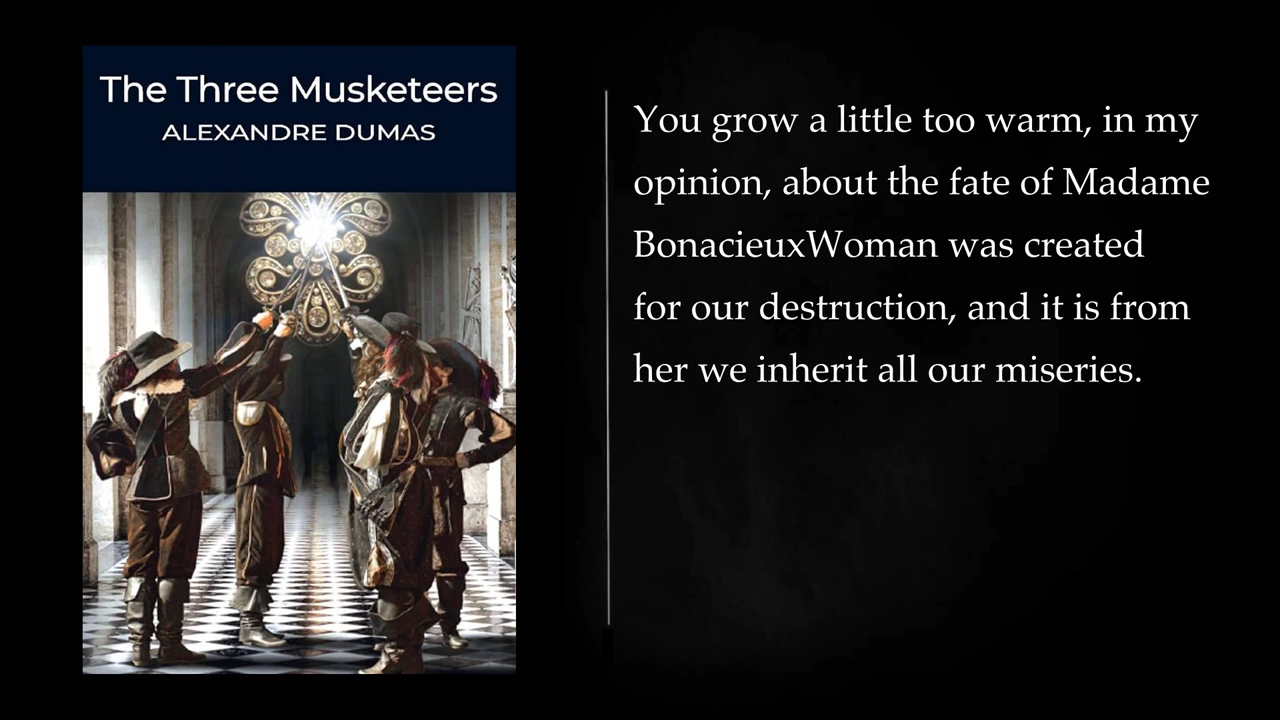 The Three Musketeers
ALEXANDRE DUMAS
You grow a little too warm, in my
opinion, about the fate of Madame
BonacieuxWoman was created
for our destruction, and it is from
her we inherit all our miseries.